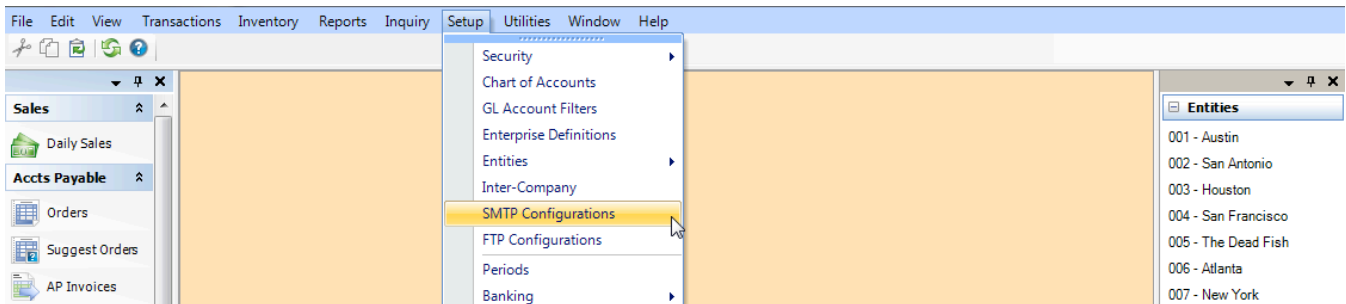 File Edit View Transactions Inventory Reports Inquiry Setup Utilities Window Help
Sales
Daily Sales
Accts Payable
Orders
Suggest Orders
AP Invoices
Security
Chart of Accounts
GL Account Filters
Enterprise Definitions
Entities
Inter-Company
SMTP Configurations
FTP Configurations
Periods
Banking
Entities
001 - Austin
002 - San Antonio
003 - Houston
004 - San Francisco
005 - The Dead Fish
006 - Atlanta
007 - New York